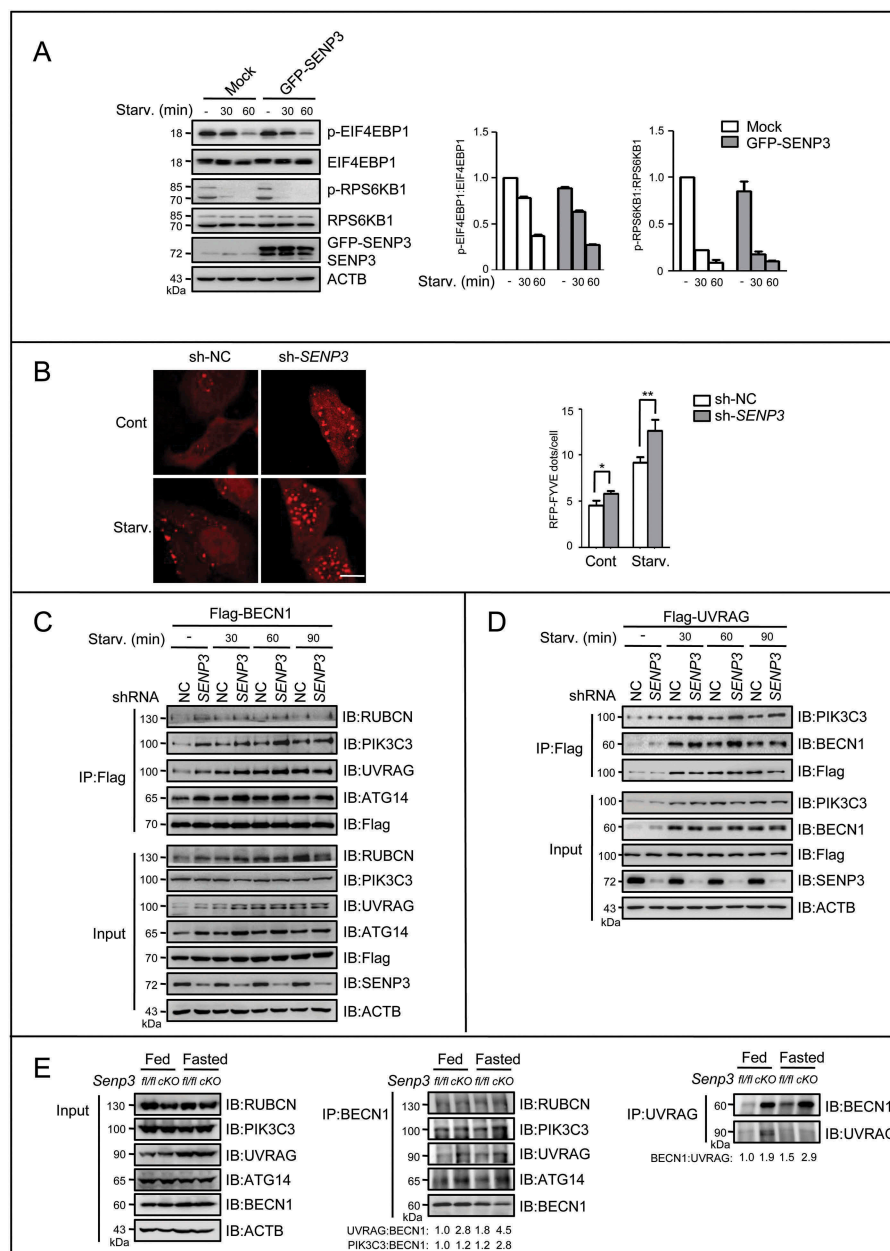 A
Mock GFP-SENP3
Starv. (min) - 30 60 - 30 60
18 p-EIF4EBP1
18 EIF4EBP1
85 p-RPS6KB1
70
85 RPS6KB1
70
GFP-SENP3
72 SENP3
43 ACTB
kDa
p-EIF4EBP1:EIF4EBP1
1.5
1.0
0.5
0
Starv. (min) - 30 60 - 30 60
p-RPS6KB1:RPS6KB1
1.5
1.0
0.5
0
- 30 60 - 30 60
Mock
GFP-SENP3
B
sh-NC sh-SENP3
Cont
Starv.
RFP-FYVE dots/cell
15
10
5
0
* **
Cont Starv.
sh-NC
sh-SENP3
C
Flag-BECN1
Starv. (min) - 30 60 90
shRNA NC SENP3 NC SENP3 NC SENP3 NC SENP3
IP:Flag
130 IB:RUBCN
100 IB:PIK3C3
100 IB:UVRAG
65 IB:ATG14
70 IB:Flag
Input
130 IB:RUBCN
100 IB:PIK3C3
100 IB:UVRAG
65 IB:ATG14
70 IB:Flag
72 IB:SENP3
43 IB:ACTB
kDa
D
Flag-UVRAG
Starv. (min) - 30 60 90
shRNA NC SENP3 NC SENP3 NC SENP3 NC SENP3
IP:Flag
100 IB:PIK3C3
60 IB:BECN1
100 IB:Flag
Input
100 IB:PIK3C3
60 IB:BECN1
100 IB:Flag
72 IB:SENP3
43 IB:ACTB
kDa
E
Fed Fasted
Senp3 fl/fl cKO fl/fl cKO
Input
130 IB:RUBCN
100 IB:PIK3C3
90 IB:UVRAG
65 IB:ATG14
60 IB:BECN1
43 IB:ACTB
kDa
Fed Fasted
Senp3 fl/fl cKO fl/fl cKO
IP:BECN1
130 IB:RUBCN
100 IB:PIK3C3
90 IB:UVRAG
65 IB:ATG14
60 IB:BECN1
kDa
UVRAG:BECN1: 1.0 2.8 1.8 4.5
PIK3C3:BECN1: 1.0 1.2 1.2 2.8
Fed Fasted
Senp3 fl/fl cKO fl/fl cKO
IP:UVRAG
60 IB:BECN1
90 IB:UVRAG
kDa
BECN1:UVRAG: 1.0 1.9 1.5 2.9